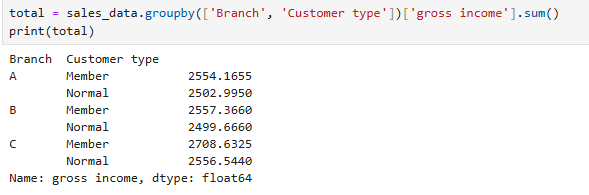 total = sales_data.groupby(['Branch', 'Customer type'])['gross income'].sum()
print(total)
Branch  Customer type
A       Member           2554.1655
        Normal           2502.9950
B       Member           2557.3660
        Normal           2499.6660
C       Member           2708.6325
        Normal           2556.5440
Name: gross income, dtype: float64